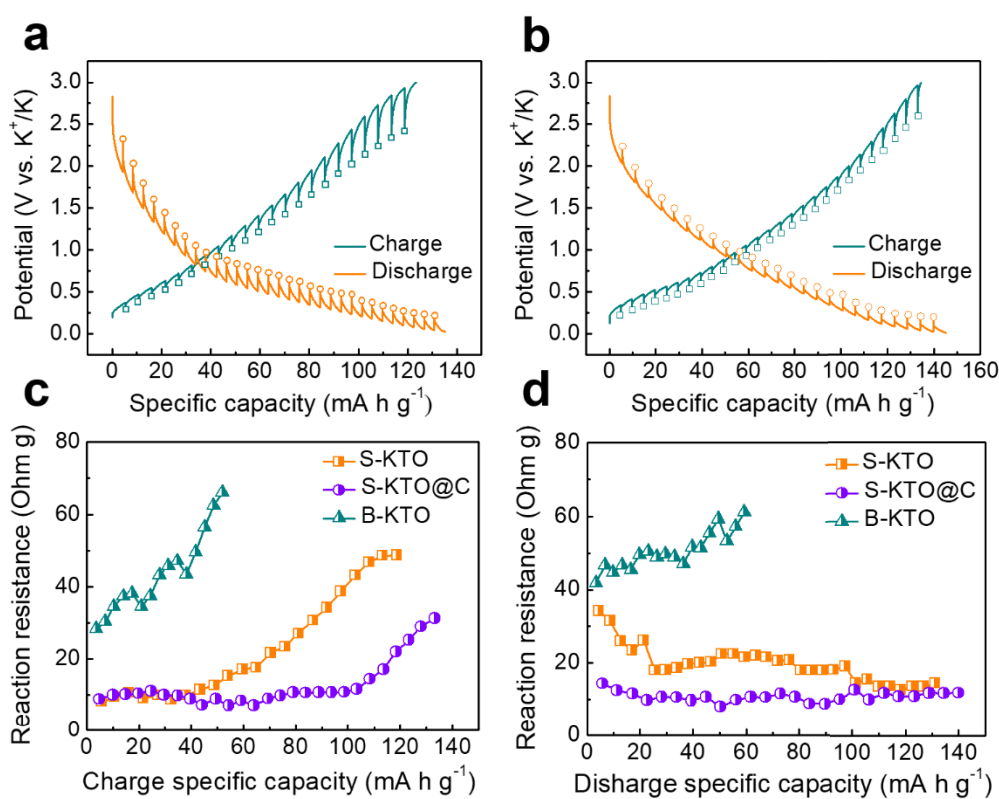 a
Potential (V vs. K⁺/K)
3.0
2.5
2.0
1.5
1.0
0.5
0.0
Charge
Discharge
0 20 40 60 80 100 120 140
Specific capacity (mA h g⁻¹)
b
Potential (V vs. K⁺/K)
3.0
2.5
2.0
1.5
1.0
0.5
0.0
Charge
Discharge
0 20 40 60 80 100 120 140 160
Specific capacity (mA h g⁻¹)
c
Reaction resistance (Ohm g)
80
60
40
20
0
S-KTO
S-KTO@C
B-KTO
0 20 40 60 80 100 120 140
Charge specific capacity (mA h g⁻¹)
d
Reaction resistance (Ohm g)
80
60
40
20
0
S-KTO
S-KTO@C
B-KTO
0 20 40 60 80 100 120 140
Disharge specific capacity (mA h g⁻¹)